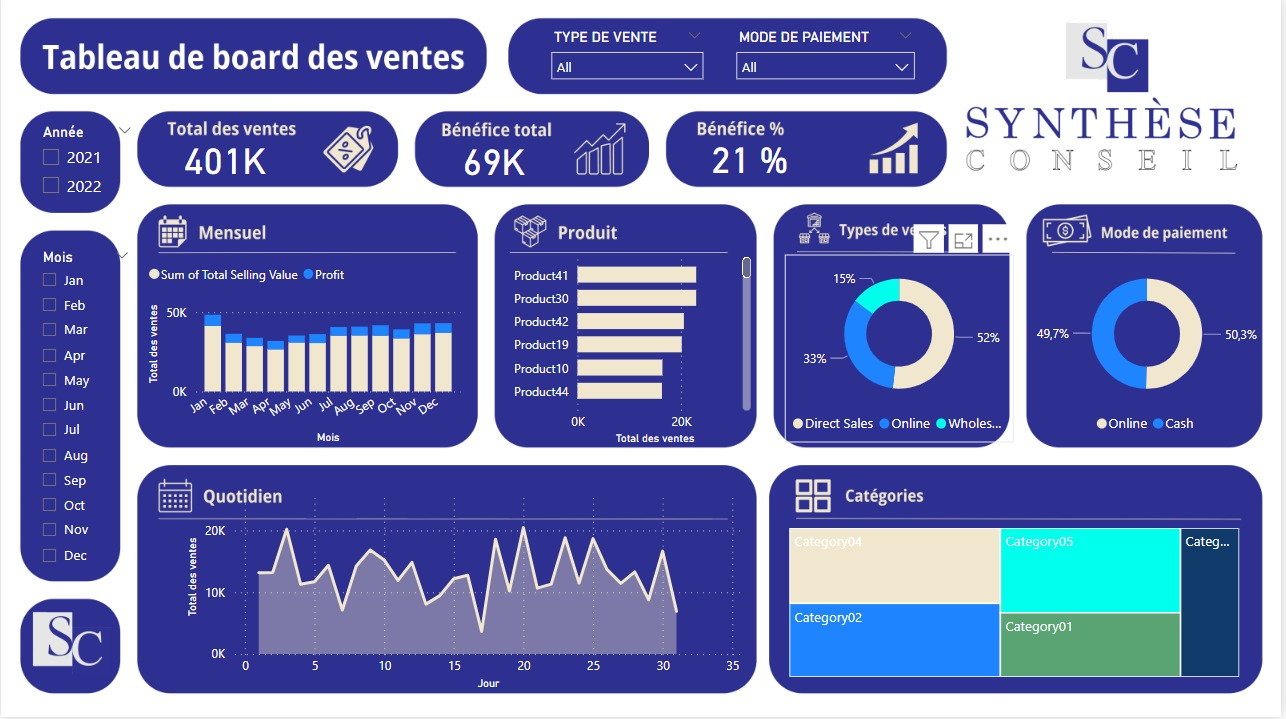 Tableau de board des ventes
TYPE DE VENTE
All
MODE DE PAIEMENT
All
SC
SYNTHÈSE
CONSEIL
Année
2021
2022
Total des ventes
401K
Bénéfice total
69K
Bénéfice %
21 %
Mois
Jan
Feb
Mar
Apr
May
Jun
Jul
Aug
Sep
Oct
Nov
Dec
Mensuel
Sum of Total Selling Value Profit
Total des ventes
50K
0K
Jan Feb Mar Apr May Jun Jul Aug Sep Oct Nov Dec
Mois
Produit
Product41
Product30
Product42
Product19
Product10
Product44
0K 20K
Total des ventes
Types de
15%
52%
33%
Direct Sales Online Wholes...
Mode de paiement
49,7%
50,3%
Online Cash
Quotidien
Total des ventes
20K
10K
0K
0 5 10 15 20 25 30 35
Jour
Catégories
Category04
Category05
Categ...
Category02
Category01
SC